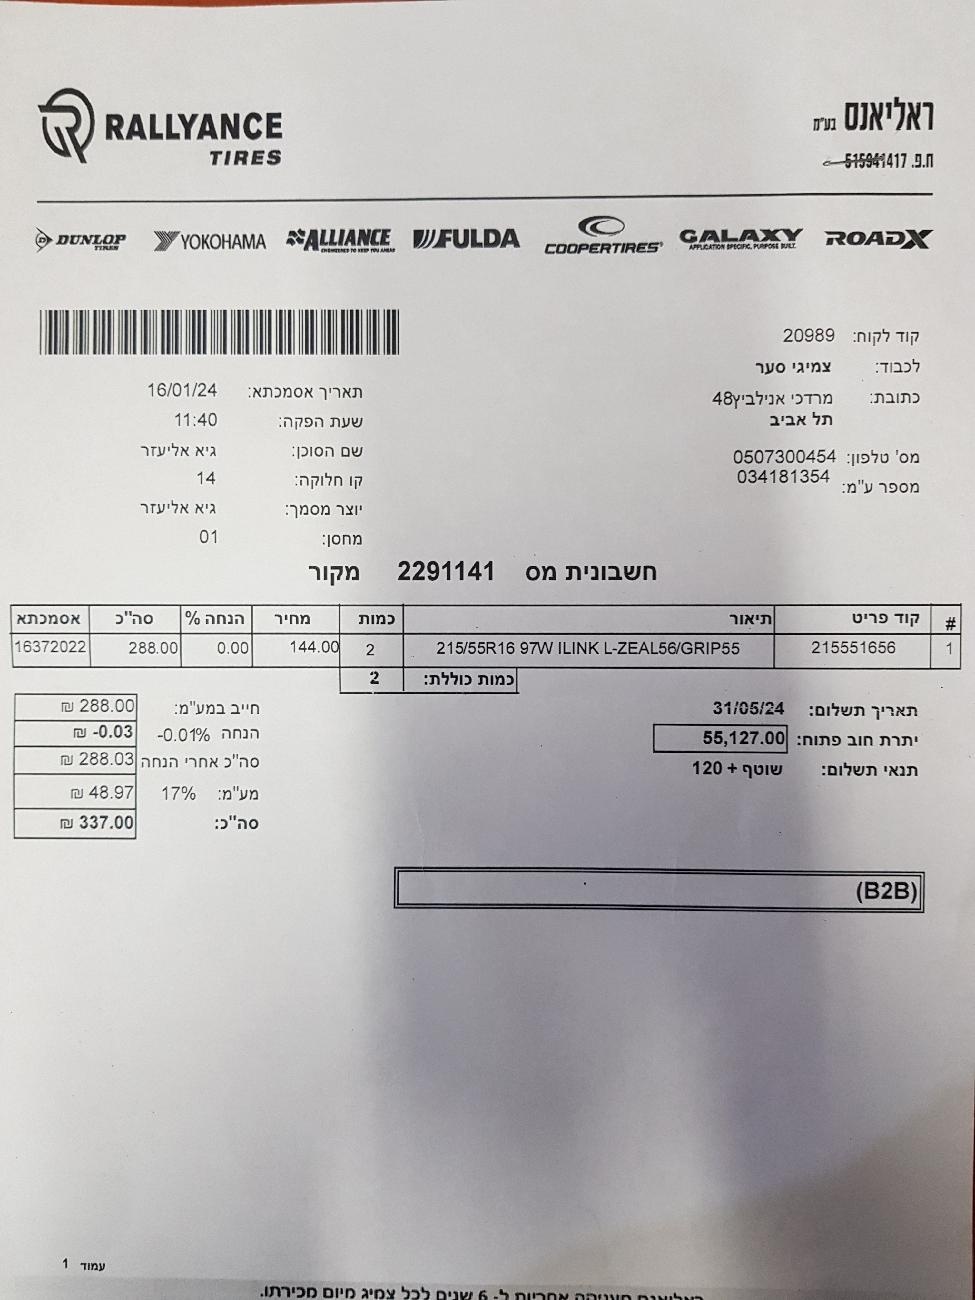 RALLYANCE
TIRES
ראליאנס בע"מ
ח.פ. 515941417
DUNLOP TIRES YOKOHAMA ALLIANCE ENGINEERED TO KEEP YOU AHEAD FULDA COOPERTIRES GALAXY APPLICATION SPECIFIC. PURPOSE BUILT. ROADX
קוד לקוח: 20989
לכבוד: צמיגי סער
כתובת: מרדכי אנילביץ48
תל אביב
מס' טלפון: 0507300454
מספר ע"מ: 034181354
תאריך אסמכתא: 16/01/24
שעת הפקה: 11:40
שם הסוכן: גיא אליעזר
קו חלוקה: 14
יוצר מסמך: גיא אליעזר
מחסן: 01
חשבונית מס 2291141 מקור
# קוד פריט תיאור כמות מחיר הנחה % סה"כ אסמכתא
1 215551656 215/55R16 97W ILINK L-ZEAL56/GRIP55 2 144.00 0.00 288.00 16372022
כמות כוללת: 2
תאריך תשלום: 31/05/24
יתרת חוב פתוח: 55,127.00
תנאי תשלום: שוטף + 120
חייב במע"מ: 288.00 ₪
הנחה -0.01% -0.03 ₪
סה"כ אחרי הנחה 288.03 ₪
מע"מ: 17% 48.97 ₪
סה"כ: 337.00 ₪
(B2B)
עמוד 1
ראליאנס מעניקה אחריות ל- 6 שנים לכל צמיג מיום מכירתו.